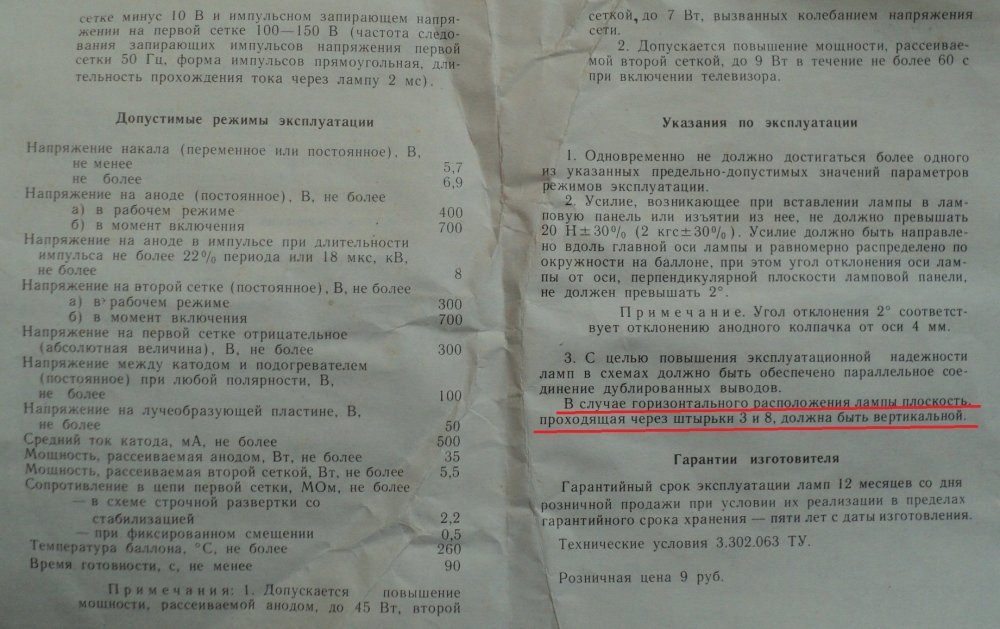 сетке минус 10 В и импульсном запирающем напря-
жении на первой сетке 100—150 В (частота следо-
вания запирающих импульсов напряжения первой
сетки 50 Гц, форма импульсов прямоугольная, дли-
тельность прохождения тока через лампу 2 мс).
Допустимые режимы эксплуатации
Напряжение накала (переменное или постоянное), В,
не менее 5,7
не более 6,9
Напряжение на аноде (постоянное), В, не более
а) в рабочем режиме 400
б) в момент включения 700
Напряжение на аноде в импульсе при длительности
импульса не более 22% периода или 18 мкс, кВ,
не более 8
Напряжение на второй сетке (постоянное), В, не более
а) в рабочем режиме 300
б) в момент включения 700
Напряжение на первой сетке отрицательное
(абсолютная величина), В, не более 300
Напряжение между катодом и подогревателем
(постоянное) при любой полярности, В,
не более 100
Напряжение на лучеобразующей пластине, В,
не более 50
Средний ток катода, мА, не более 500
Мощность, рассеиваемая анодом, Вт, не более 35
Мощность, рассеиваемая второй сеткой, Вт, не более 5,5
Сопротивление в цепи первой сетки, МОм, не более
— в схеме строчной развертки со
стабилизацией 2,2
— при фиксированном смещении 0,5
Температура баллона, °С, не более 260
Время готовности, с, не менее 90
Примечания: 1. Допускается повышение
мощности, рассеиваемой анодом, до 45 Вт, второй
сеткой, до 7 Вт, вызванных колебанием напряжения
сети.
2. Допускается повышение мощности, рассеивае-
мой второй сеткой, до 9 Вт в течение не более 60 с
при включении телевизора.
Указания по эксплуатации
1. Одновременно не должно достигаться более одного
из указанных предельно-допустимых значений параметров
режимов эксплуатации.
2. Усилие, возникающее при вставлении лампы в лам-
повую панель или изъятии из нее, не должно превышать
20 Н±30% (2 кгс±30%). Усилие должно быть направле-
но вдоль главной оси лампы и равномерно распределено по
окружности на баллоне, при этом угол отклонения оси лам-
пы от оси, перпендикулярной плоскости ламповой панели,
не должен превышать 2°.
Примечание. Угол отклонения 2° соответст-
вует отклонению анодного колпачка от оси 4 мм.
3. С целью повышения эксплуатационной надежности
ламп в схемах должно быть обеспечено параллельное сое-
динение дублированных выводов.
В случае горизонтального расположения лампы плоскость,
проходящая через штырьки 3 и 8, должна быть вертикальной.
Гарантии изготовителя
Гарантийный срок эксплуатации ламп 12 месяцев со дня
розничной продажи при условии их реализации в пределах
гарантийного срока хранения — пяти лет с даты изготовления.
Технические условия 3.302.063 ТУ.
Розничная цена 9 руб.